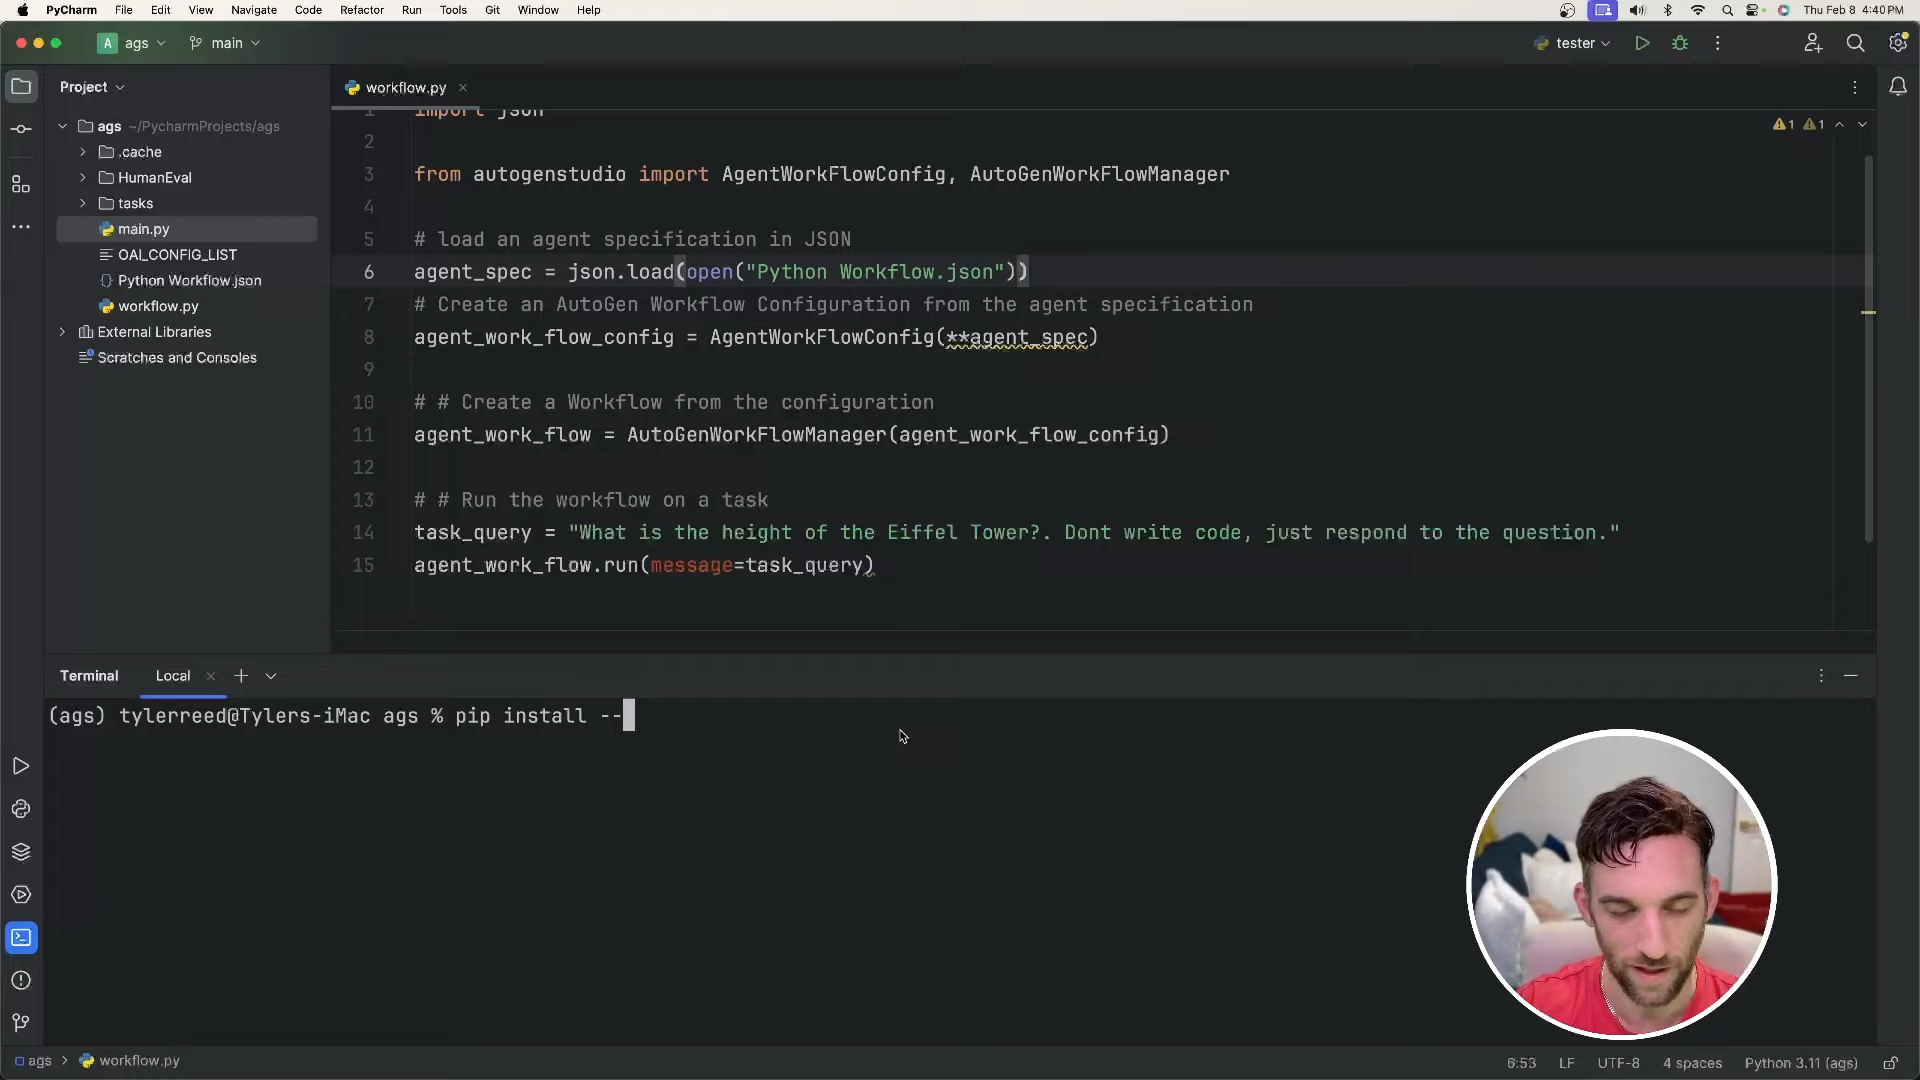 PyCharm File Edit View Navigate Code Refactor Run Tools Git Window Help Thu Feb 8 4:40 PM
A ags main tester
Project
workflow.py
ags ~/PycharmProjects/ags
.cache
HumanEval
tasks
main.py
OAI_CONFIG_LIST
Python Workflow.json
workflow.py
External Libraries
Scratches and Consoles
1 1
1 import json
2
3 from autogenstudio import AgentWorkFlowConfig, AutoGenWorkFlowManager
4
5 # load an agent specification in JSON
6 agent_spec = json.load(open("Python Workflow.json"))
7 # Create an AutoGen Workflow Configuration from the agent specification
8 agent_work_flow_config = AgentWorkFlowConfig(**agent_spec)
9
10 # # Create a Workflow from the configuration
11 agent_work_flow = AutoGenWorkFlowManager(agent_work_flow_config)
12
13 # # Run the workflow on a task
14 task_query = "What is the height of the Eiffel Tower?. Dont write code, just respond to the question."
15 agent_work_flow.run(message=task_query)
Terminal Local
(ags) tylerreed@Tylers-iMac ags % pip install --
ags > workflow.py
6:53 LF UTF-8 4 spaces Python 3.11 (ags)